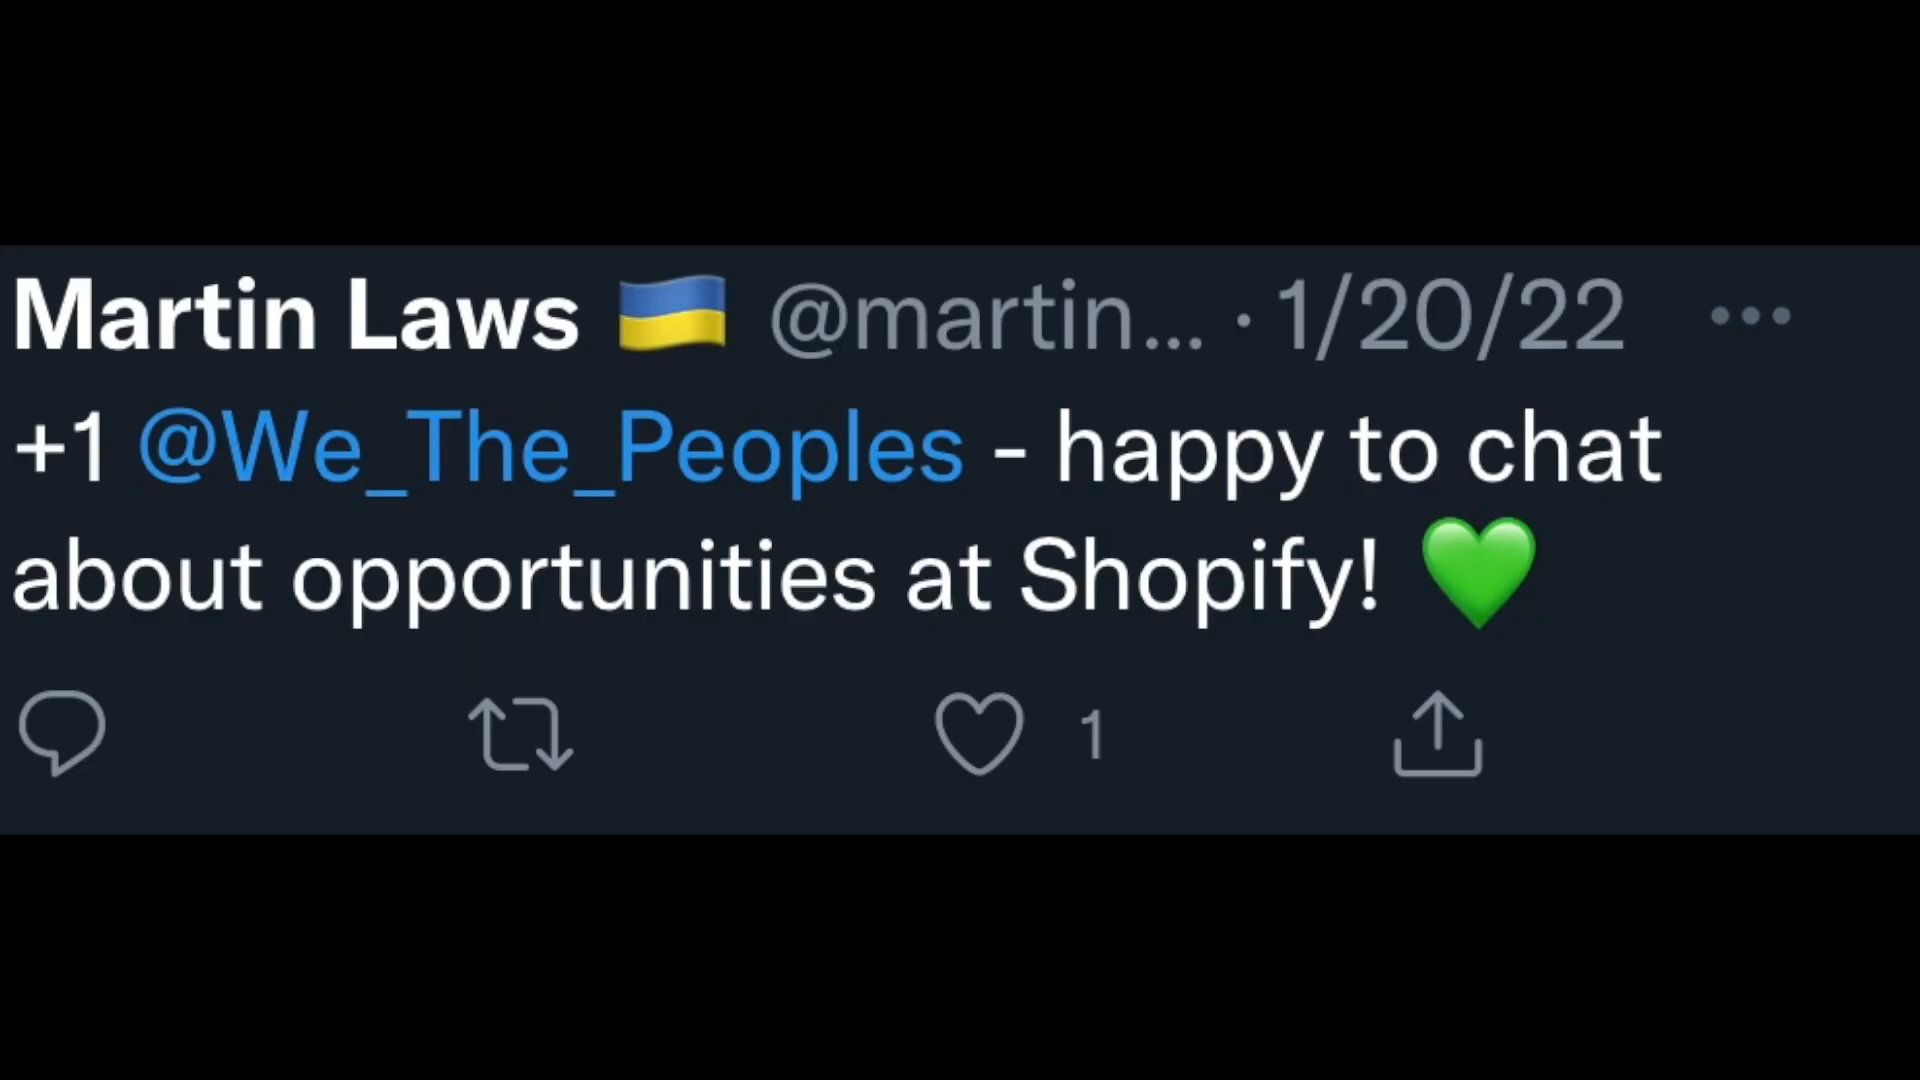 Martin Laws 🇺🇦 @martin... · 1/20/22
+1 @We_The_Peoples - happy to chat
about opportunities at Shopify! 💚
1